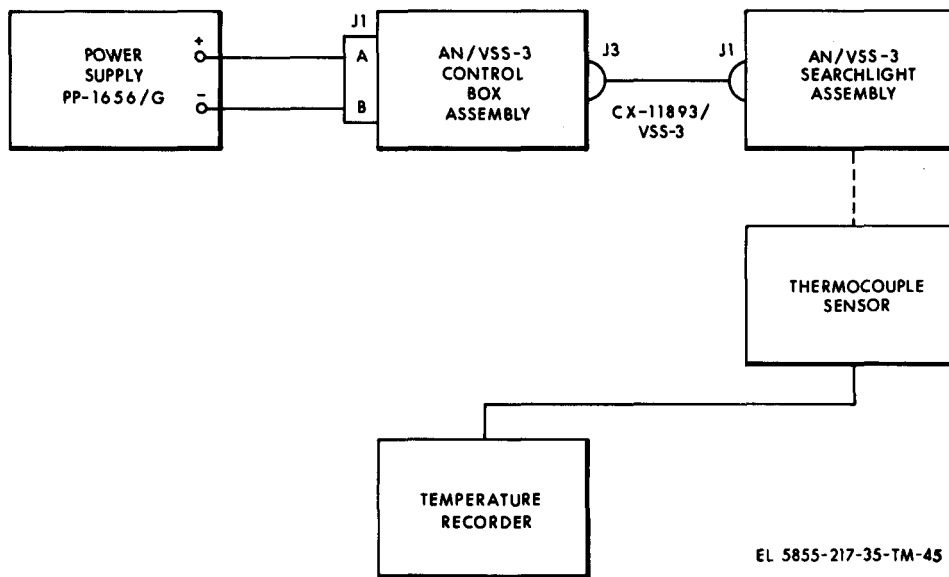 POWER
SUPPLY
PP-1656/G
+
−
J1
A
B
AN/VSS-3
CONTROL
BOX
ASSEMBLY
J3
CX-11893/
VSS-3
J1
AN/VSS-3
SEARCHLIGHT
ASSEMBLY
THERMOCOUPLE
SENSOR
TEMPERATURE
RECORDER
EL 5855-217-35-TM-45